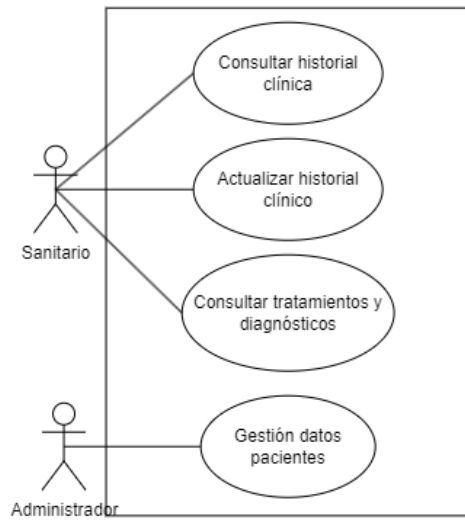 Consultar historial
clínica
Actualizar historial
clínico
Sanitario
Consultar tratamientos y
diagnósticos
Gestión datos
pacientes
Administrador